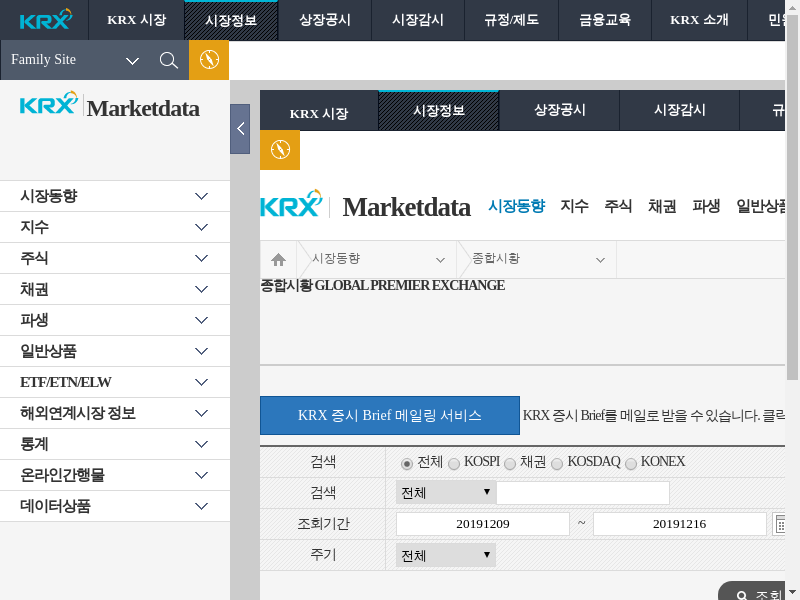 KRX KRX 시장 시장정보 상장공시 시장감시 규정/제도 금융교육 KRX 소개 민원
Family Site
KRX Marketdata
시장동향
지수
주식
채권
파생
일반상품
ETF/ETN/ELW
해외연계시장 정보
통계
온라인간행물
데이터상품
KRX 시장 시장정보 상장공시 시장감시 규
KRX Marketdata 시장동향 지수 주식 채권 파생 일반상품
시장동향 종합시황
종합시황 GLOBAL PREMIER EXCHANGE
KRX 증시 Brief 메일링 서비스 KRX 증시 Brief를 메일로 받을 수 있습니다. 클릭
검색 전체 KOSPI 채권 KOSDAQ KONEX
검색 전체
조회기간 20191209 ~ 20191216
주기 전체
조회